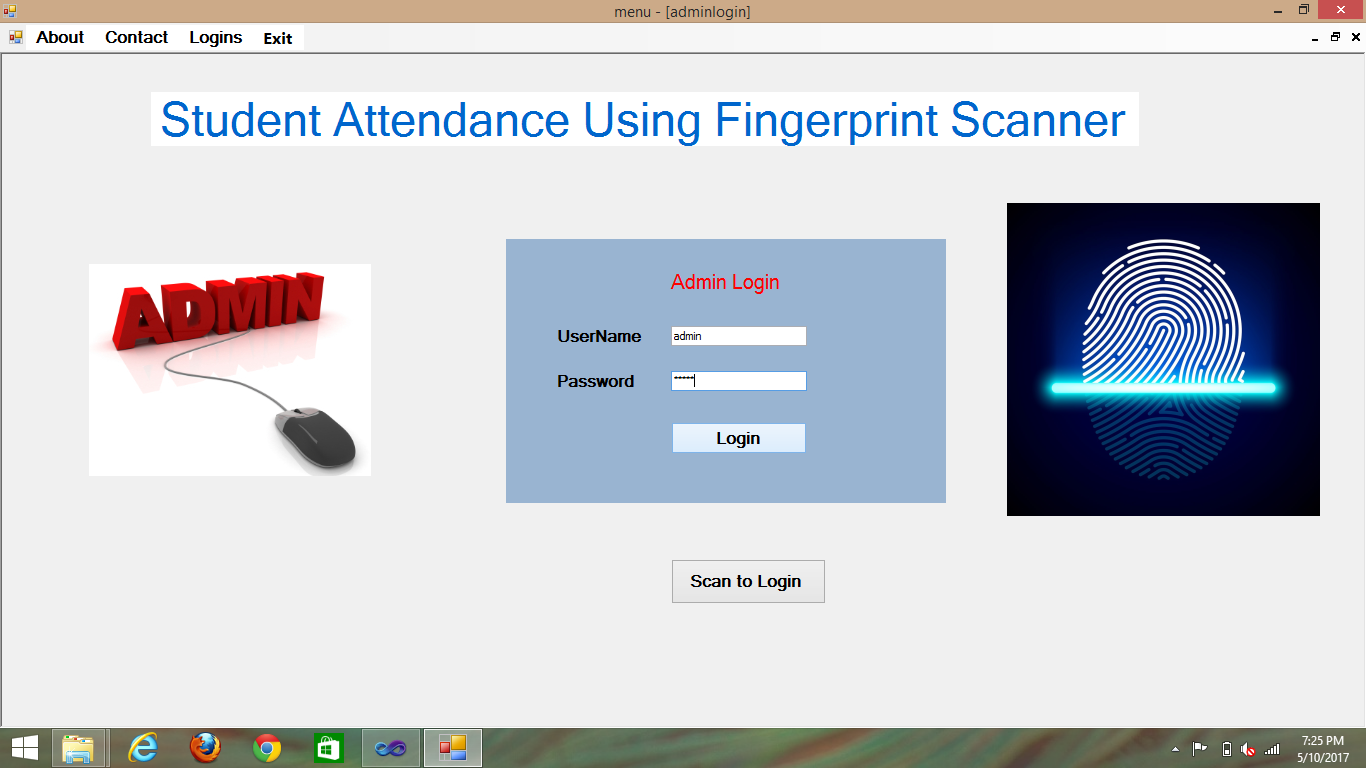 menu - [adminlogin]
About Contact Logins Exit
Student Attendance Using Fingerprint Scanner
ADMIN
Admin Login
UserName admin
Password *****
Login
Scan to Login
7:25 PM
5/10/2017